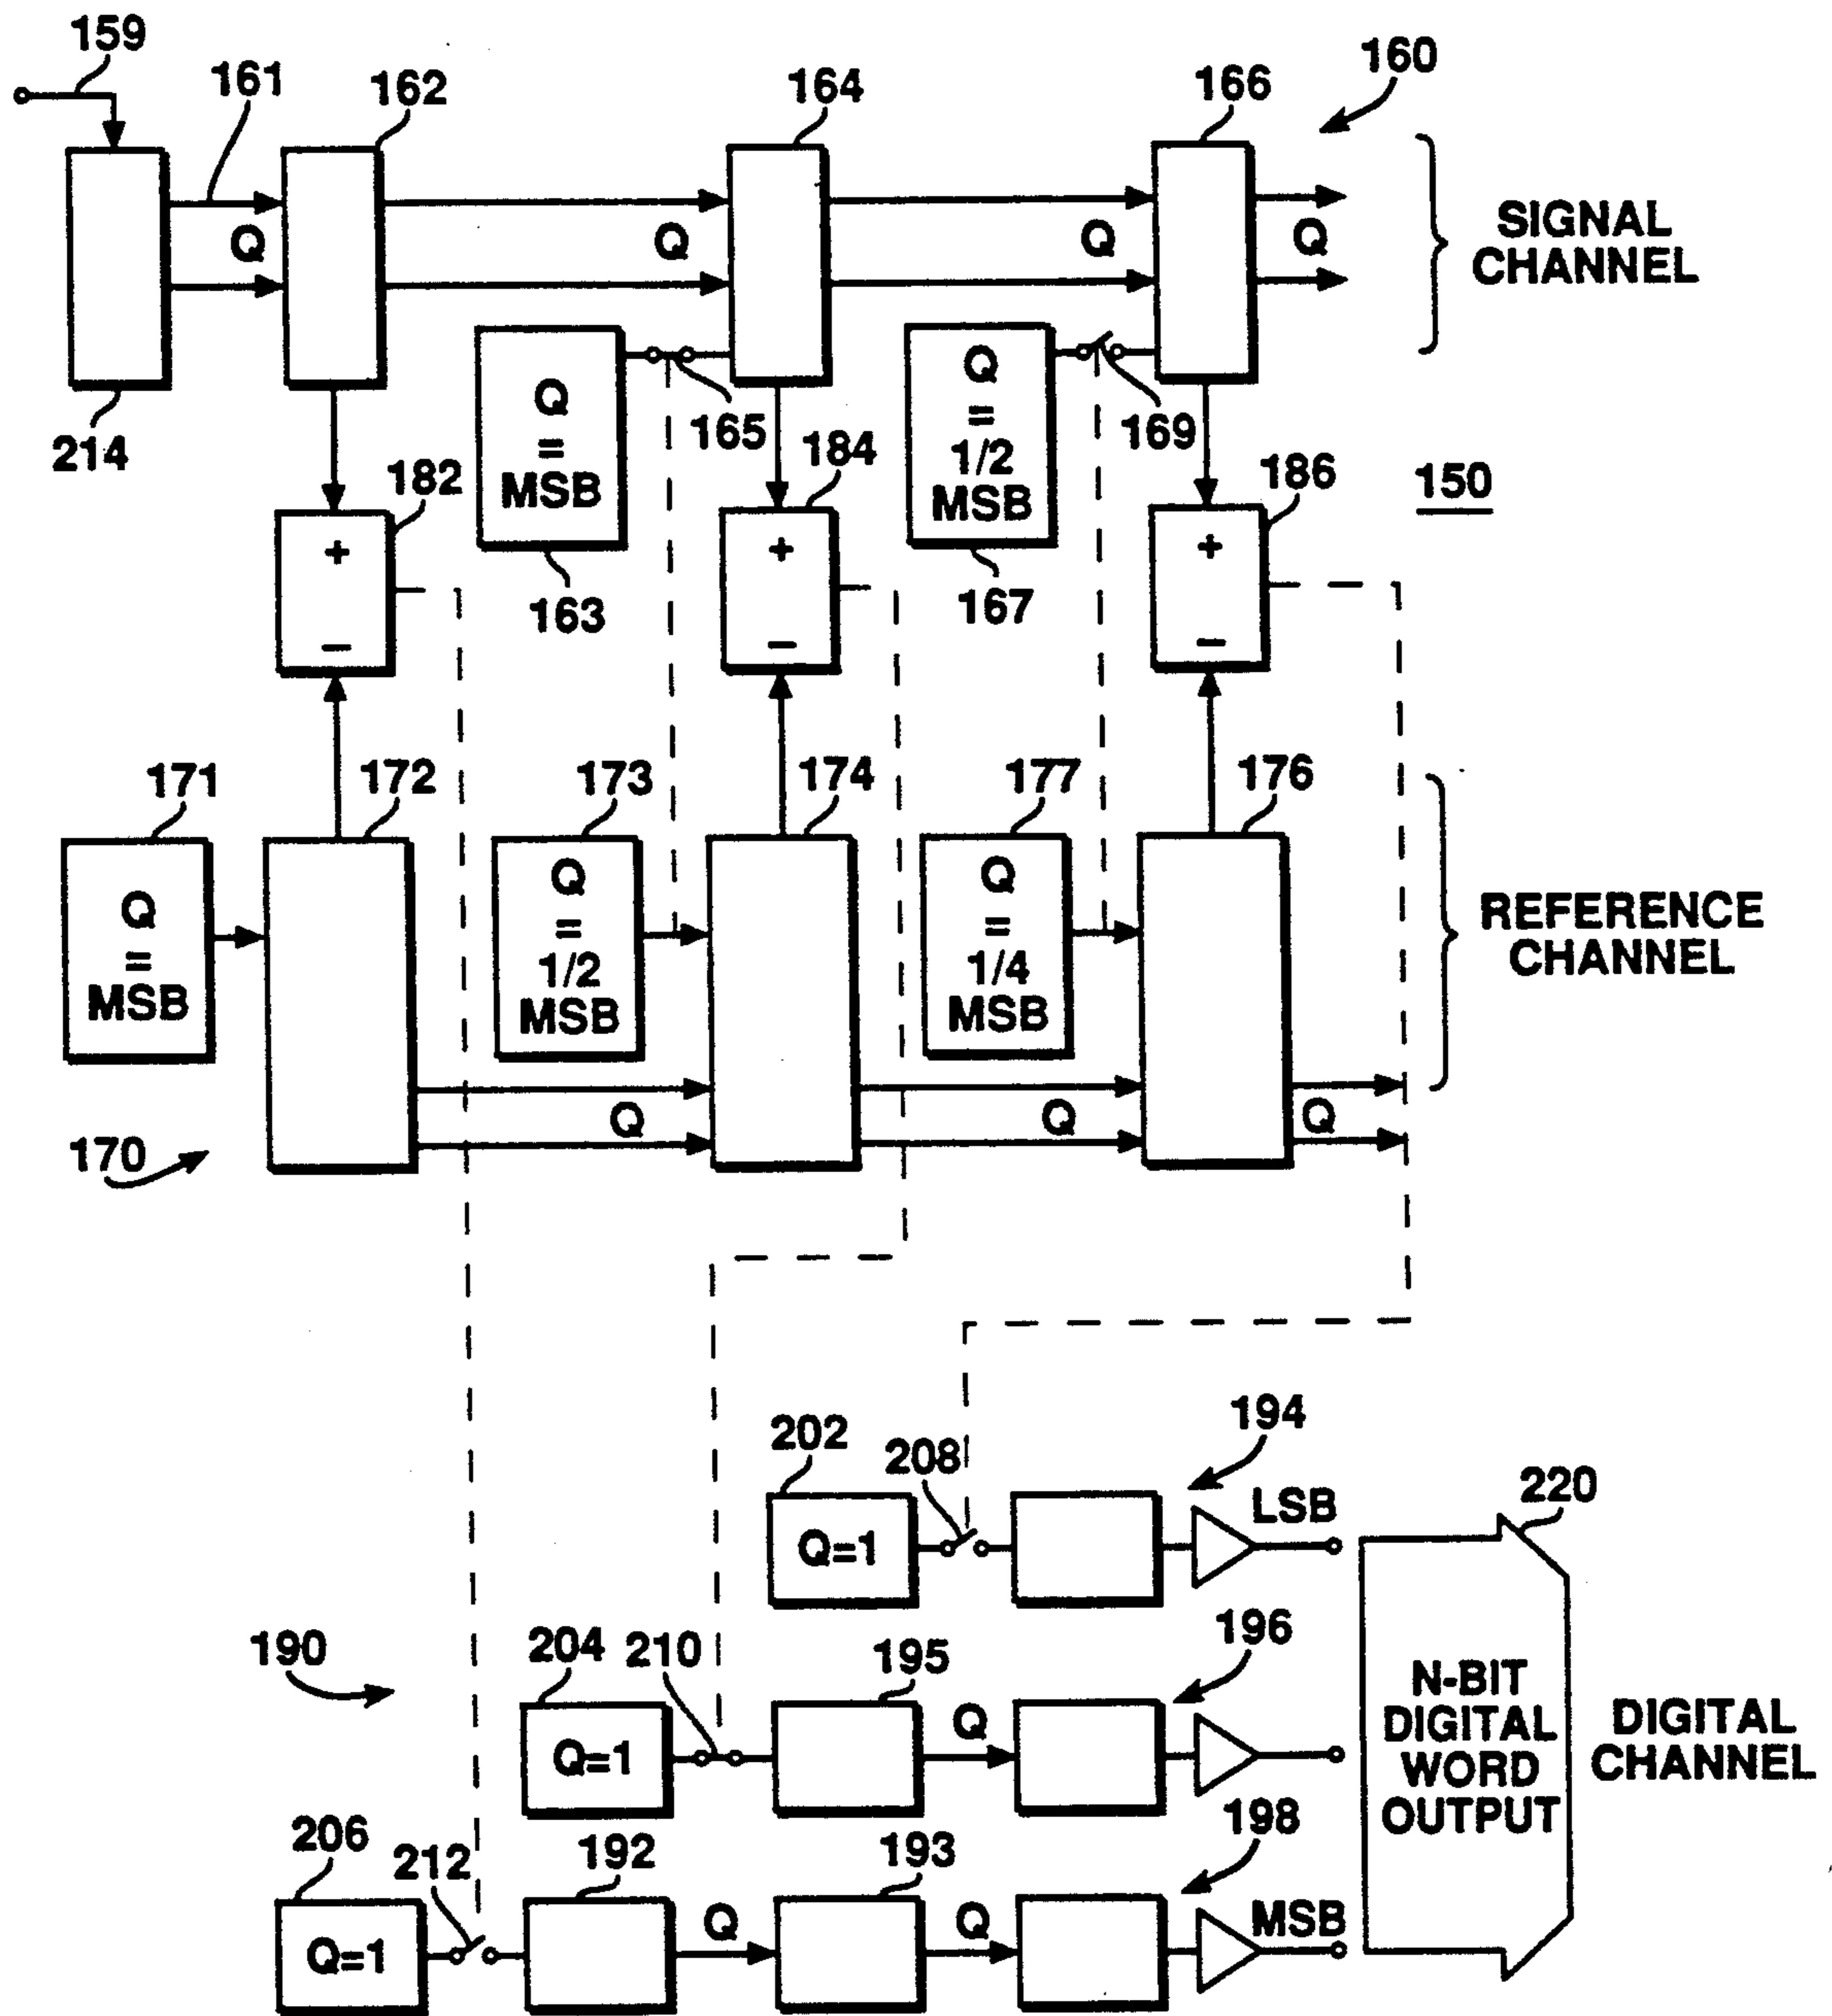 159
161
162
164
166
160
Q
Q
Q
Q
SIGNAL
CHANNEL
214
Q
=
MSB
163
165
182
184
Q
=
1/2
MSB
167
169
186
150
+
−
+
−
+
−
171
172
173
174
177
176
Q
=
MSB
Q
=
1/2
MSB
Q
=
1/4
MSB
REFERENCE
CHANNEL
Q
Q
Q
170
202
208
194
Q=1
LSB
220
190
204
210
195
196
Q=1
Q
N-BIT
DIGITAL
WORD
OUTPUT
DIGITAL
CHANNEL
206
212
192
193
198
Q=1
Q
Q
MSB